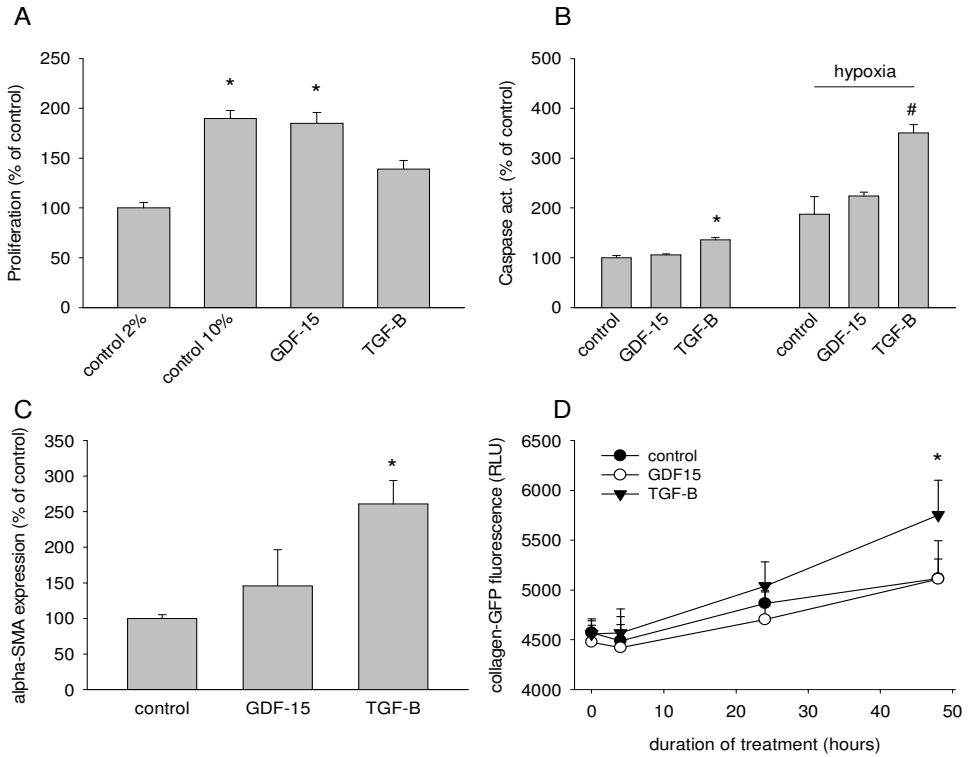 A
Proliferation (% of control)
250
200
150
100
50
0
*
*
control 2%
control 10%
GDF-15
TGF-B
B
Caspase act. (% of control)
500
400
300
200
100
0
hypoxia
*
#
control
GDF-15
TGF-B
control
GDF-15
TGF-B
C
alpha-SMA expression (% of control)
350
300
250
200
150
100
50
0
*
control
GDF-15
TGF-B
D
collagen-GFP fluorescence (RLU)
6500
6000
5500
5000
4500
4000
control
GDF15
TGF-B
*
0
10
20
30
40
50
duration of treatment (hours)